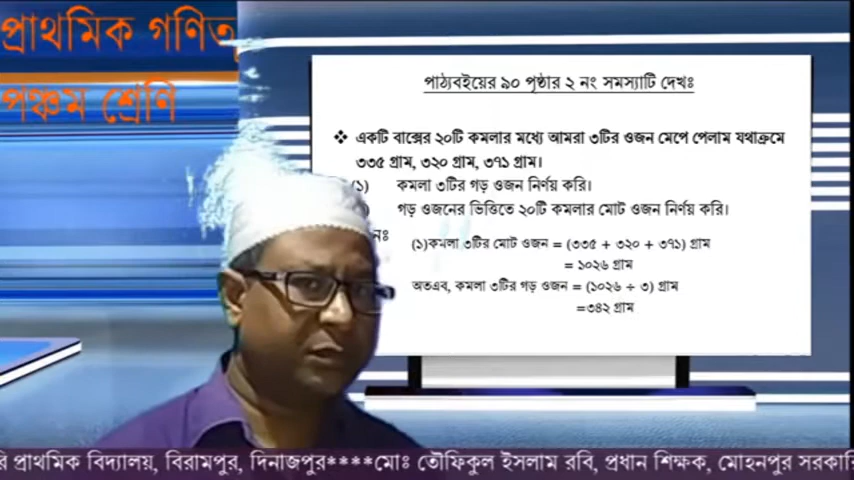 প্রাথমিক গণিত
পঞ্চম শ্রেণি
পাঠ্যবইয়ের ৯০ পৃষ্ঠার ২ নং সমস্যাটি দেখঃ
❖ একটি বাক্সের ২০টি কমলার মধ্যে আমরা ৩টির ওজন মেপে পেলাম যথাক্রমে
৩৩৫ গ্রাম, ৩২০ গ্রাম, ৩৭১ গ্রাম।
(১) কমলা ৩টির গড় ওজন নির্ণয় করি।
গড় ওজনের ভিত্তিতে ২০টি কমলার মোট ওজন নির্ণয় করি।
(১)কমলা ৩টির মোট ওজন = (৩৩৫ + ৩২০ + ৩৭১) গ্রাম
= ১০২৬ গ্রাম
অতএব, কমলা ৩টির গড় ওজন = (১০২৬ ÷ ৩) গ্রাম
=৩৪২ গ্রাম
প্রাথমিক বিদ্যালয়, বিরামপুর, দিনাজপুর****মোঃ তৌফিকুল ইসলাম রবি, প্রধান শিক্ষক, মোহনপুর সরকারি